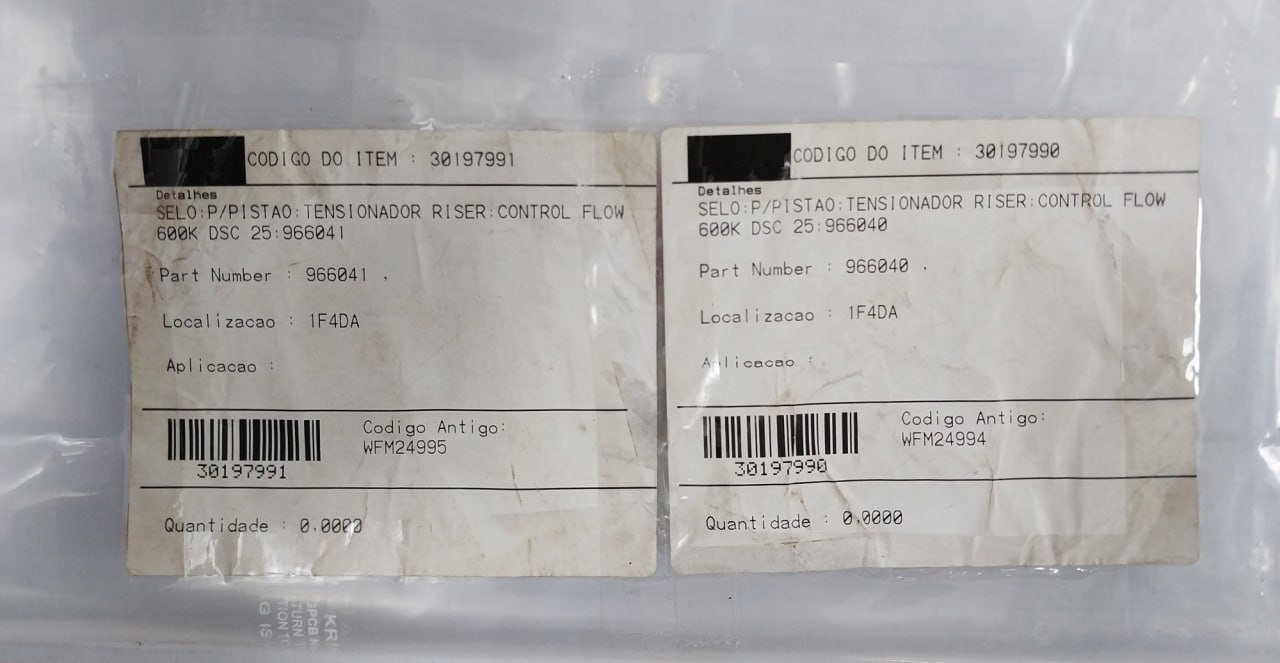 CODIGO DO ITEM : 30197991
Detalhes
SELO:P/PISTAO:TENSIONADOR RISER:CONTROL FLOW
600K DSC 25:966041
Part Number : 966041 .
Localizacao : 1F4DA
Aplicacao :
Codigo Antigo:
WFM24995
30197991
Quantidade : 0.0000
CODIGO DO ITEM : 30197990
Detalhes
SELO:P/PISTAO:TENSIONADOR RISER:CONTROL FLOW
600K DSC 25:966040
Part Number : 966040 .
Localizacao : 1F4DA
Aplicacao :
Codigo Antigo:
WFM24994
30197990
Quantidade : 0.0000